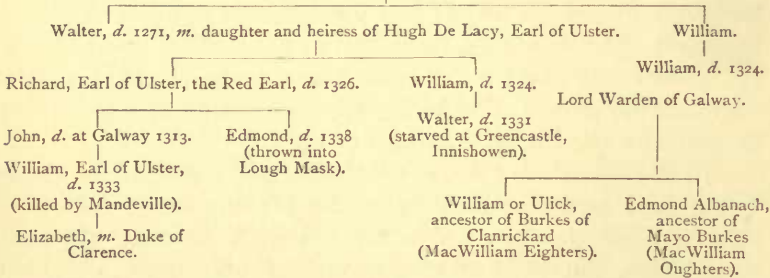 Walter, d. 1271, m. daughter and heiress of Hugh De Lacy, Earl of Ulster.
William.
William, d. 1324.
Lord Warden of Galway.
Richard, Earl of Ulster, the Red Earl, d. 1326.
William, d. 1324.
Walter, d. 1331
(starved at Greencastle,
Innishowen).
John, d. at Galway 1313.
William, Earl of Ulster,
d. 1333
(killed by Mandeville).
Elizabeth, m. Duke of
Clarence.
Edmond, d. 1338
(thrown into
Lough Mask).
William or Ulick,
ancestor of Burkes of
Clanrickard
(MacWilliam Eighters).
Edmond Albanach,
ancestor of
Mayo Burkes
(MacWilliam
Oughters).